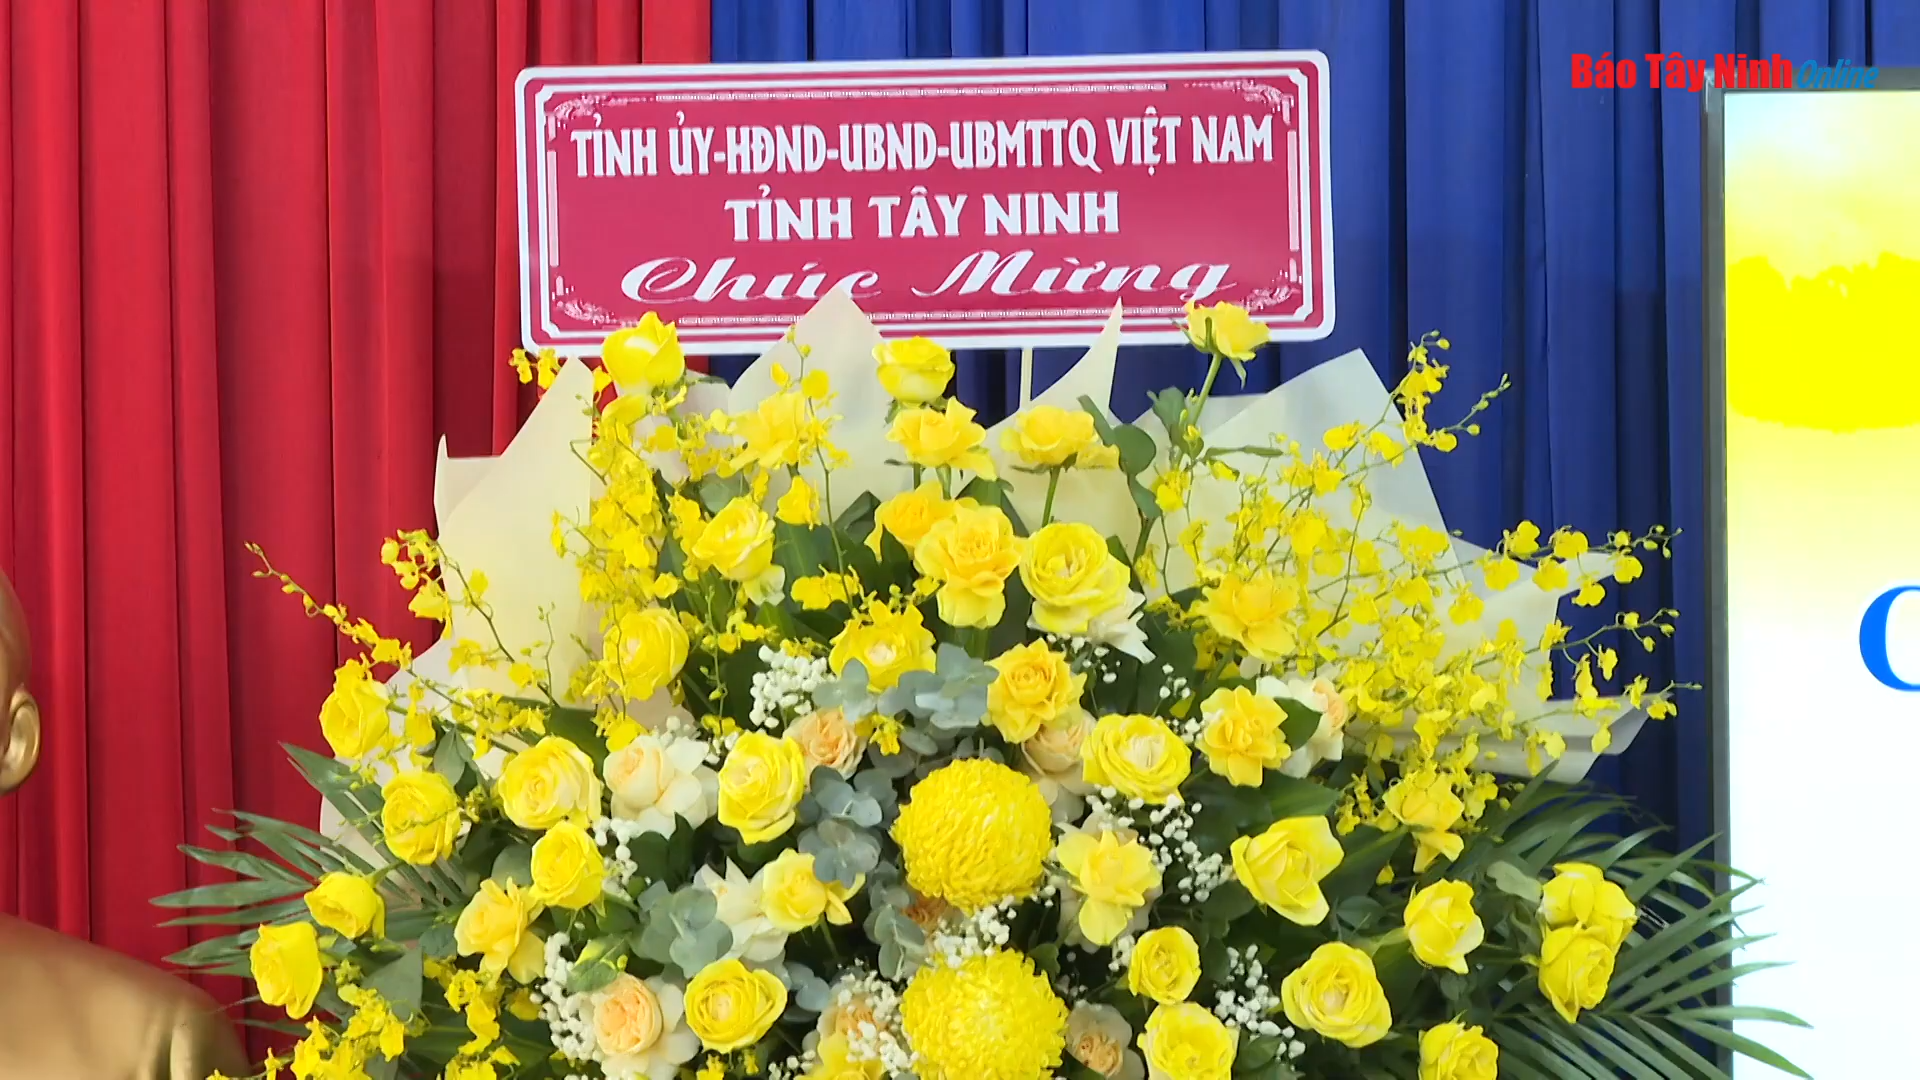 Báo Tây Ninh Online
TỈNH ỦY-HĐND-UBND-UBMTTQ VIỆT NAM
TỈNH TÂY NINH
Chúc Mừng